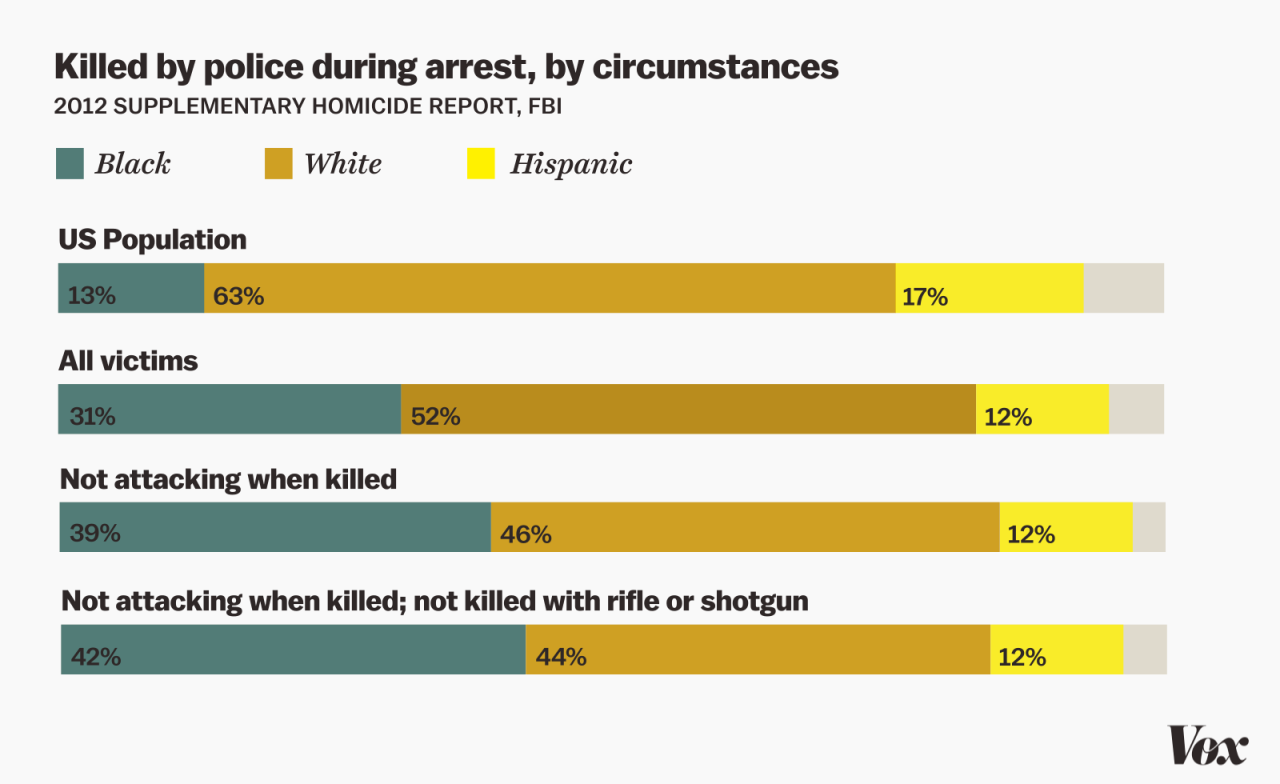 Killed by police during arrest, by circumstances
2012 SUPPLEMENTARY HOMICIDE REPORT, FBI
Black White Hispanic
US Population
13% 63% 17%
All victims
31% 52% 12%
Not attacking when killed
39% 46% 12%
Not attacking when killed; not killed with rifle or shotgun
42% 44% 12%
Vox